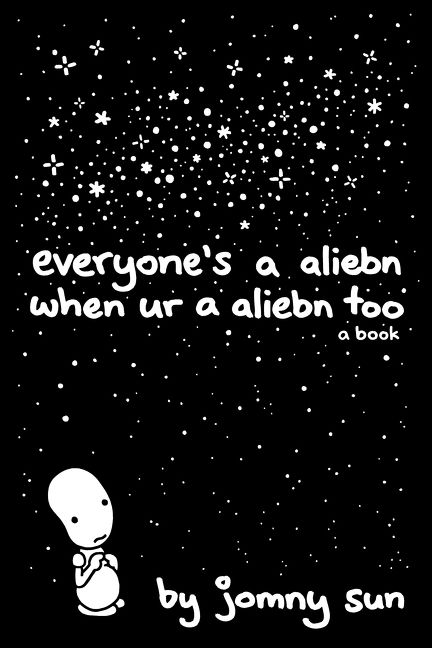 everyone's a aliebn
when ur a aliebn too
a book
by jomny sun